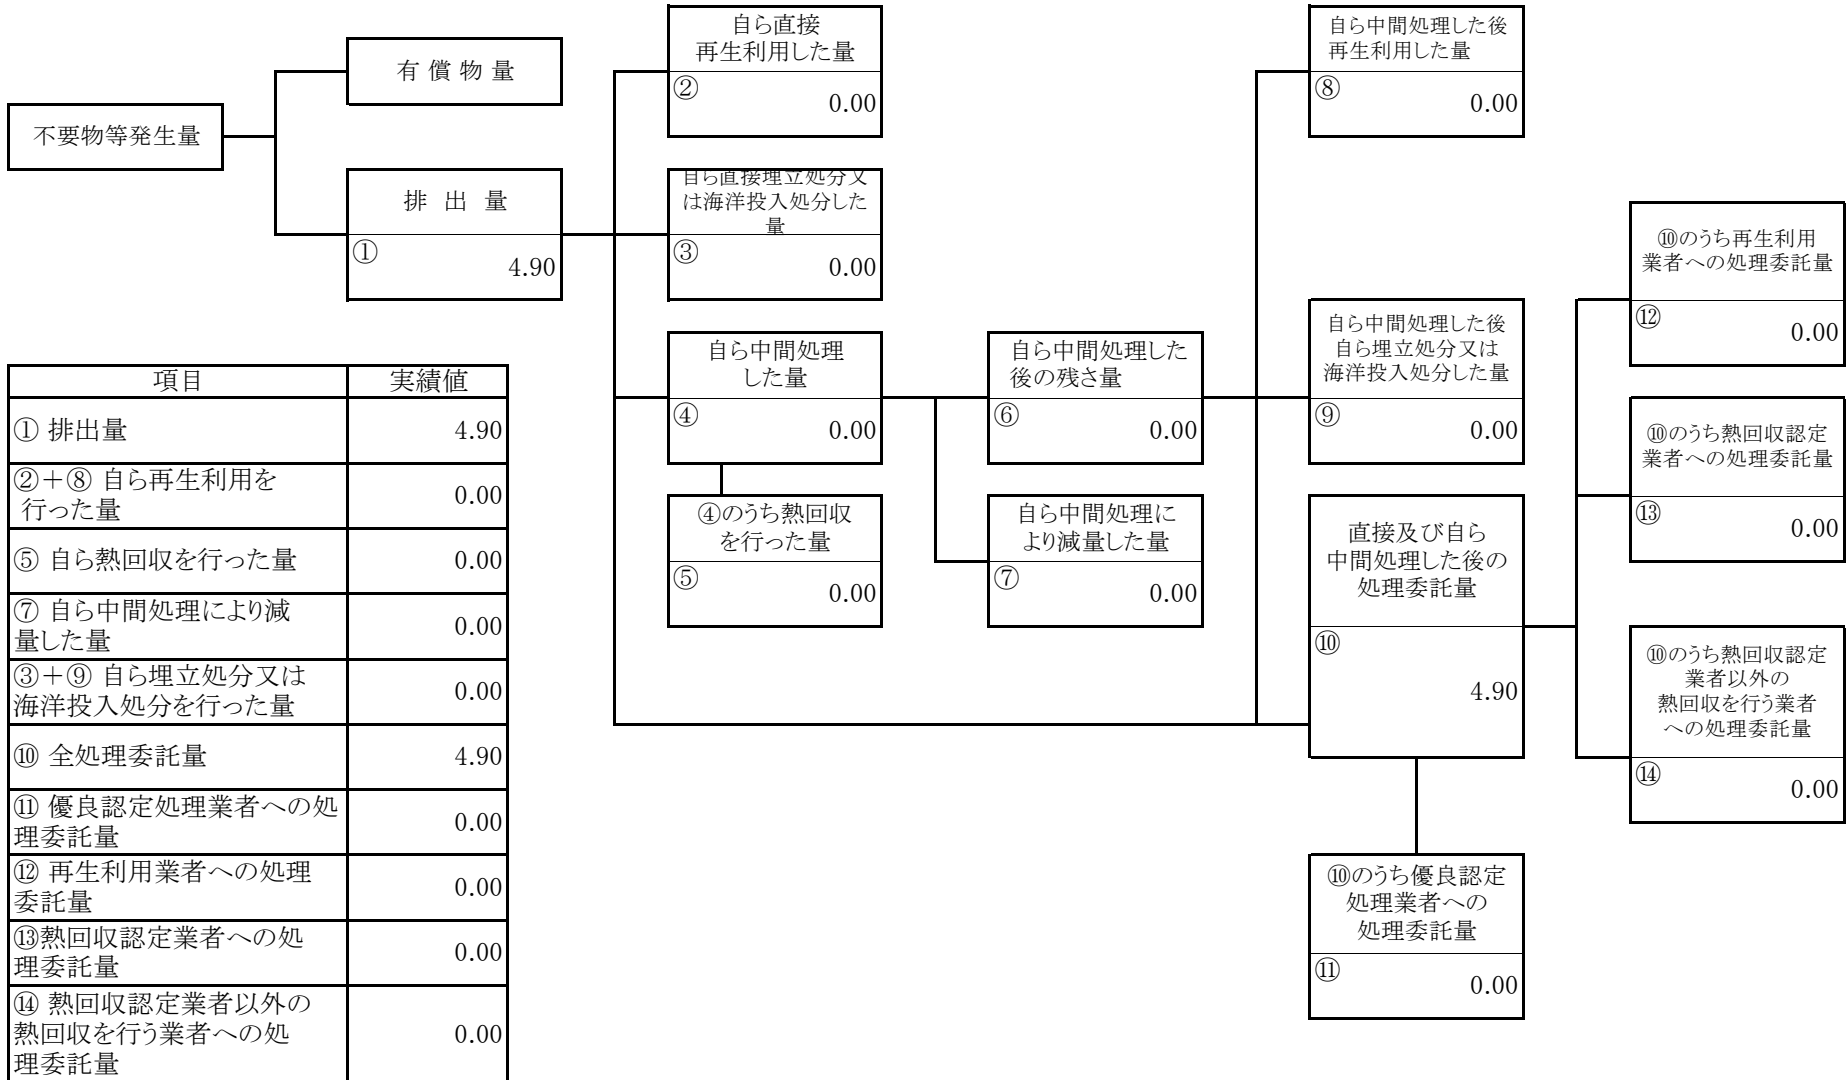 不要物等発生量
有 償 物 量
排 出 量
①
4.90
自ら直接
再生利用した量
②
0.00
自ら直接埋立処分又
は海洋投入処分した
量
③
0.00
自ら中間処理
した量
④
0.00
④のうち熱回収
を行った量
⑤
0.00
自ら中間処理した
後の残さ量
⑥
0.00
自ら中間処理に
より減量した量
⑦
0.00
自ら中間処理した後
再生利用した量
⑧
0.00
自ら中間処理した後
自ら埋立処分又は
海洋投入処分した量
⑨
0.00
直接及び自ら
中間処理した後の
処理委託量
⑩
4.90
⑩のうち優良認定
処理業者への
処理委託量
⑪
0.00
⑩のうち再生利用
業者への処理委託量
⑫
0.00
⑩のうち熱回収認定
業者への処理委託量
⑬
0.00
⑩のうち熱回収認定
業者以外の
熱回収を行う業者
への処理委託量
⑭
0.00
項目 実績値
① 排出量 4.90
②+⑧ 自ら再生利用を
行った量 0.00
⑤ 自ら熱回収を行った量 0.00
⑦ 自ら中間処理により減
量した量 0.00
③+⑨ 自ら埋立処分又は
海洋投入処分を行った量 0.00
⑩ 全処理委託量 4.90
⑪ 優良認定処理業者への処
理委託量 0.00
⑫ 再生利用業者への処理
委託量 0.00
⑬熱回収認定業者への処
理委託量 0.00
⑭ 熱回収認定業者以外の
熱回収を行う業者への処
理委託量 0.00